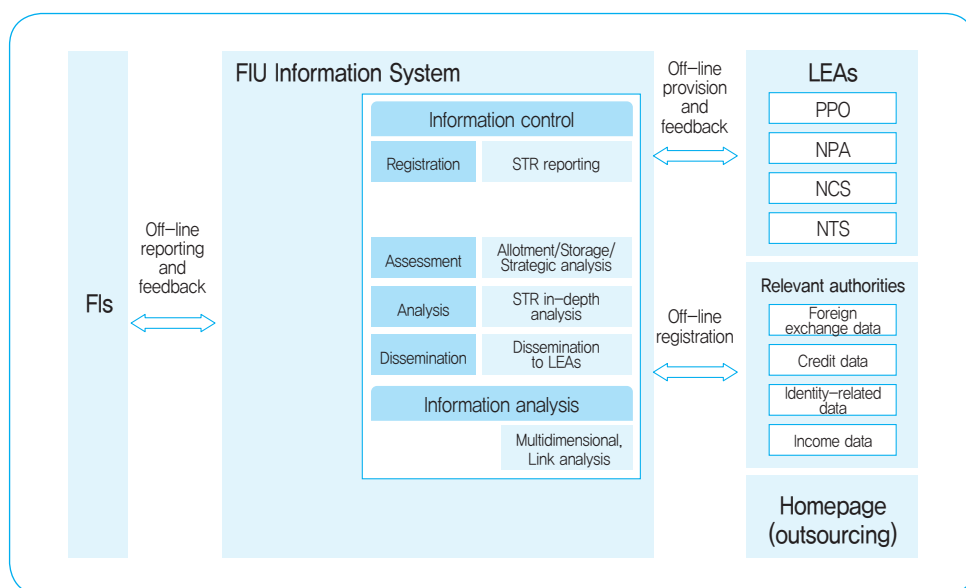 FIs
Off-line
reporting
and
feedback
FIU Information System
Information control
Registration
STR reporting
Assessment
Allotment/Storage/
Strategic analysis
Analysis
STR in-depth
analysis
Dissemination
Dissemination
to LEAs
Information analysis
Multidimensional,
Link analysis
Off-line
provision
and
feedback
Off-line
registration
LEAs
PPO
NPA
NCS
NTS
Relevant authorities
Foreign
exchange data
Credit data
Identity-related
data
Income data
Homepage
(outsourcing)